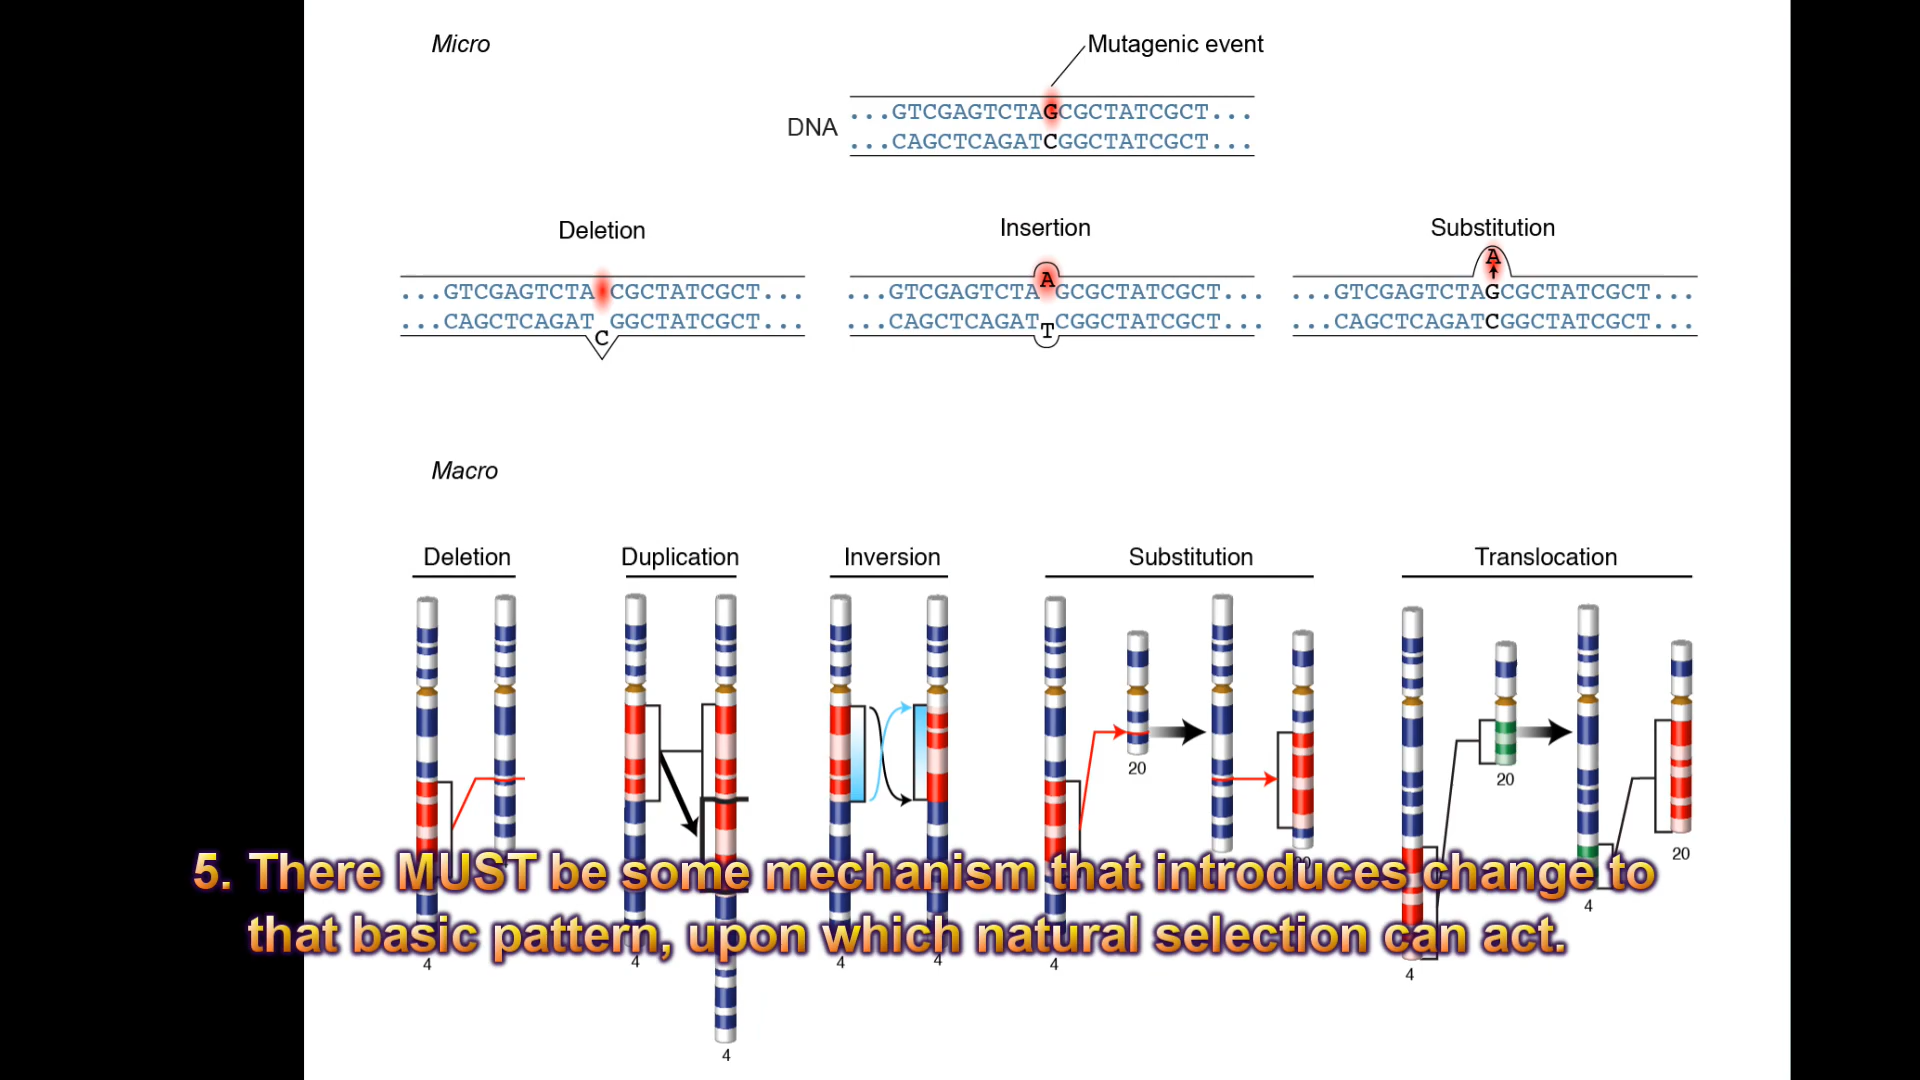 Micro
Mutagenic event
DNA
...GTCGAGTCTAGCGCTATCGCT...
...CAGCTCAGATCGGCTATCGCT...
Deletion
Insertion
Substitution
...GTCGAGTCTA CGCTATCGCT...
...CAGCTCAGAT GGCTATCGCT...
C
A
...GTCGAGTCTA GCGCTATCGCT...
...CAGCTCAGAT CGGCTATCGCT...
T
A
...GTCGAGTCTAGCGCTATCGCT...
...CAGCTCAGATCGGCTATCGCT...
Macro
Deletion
Duplication
Inversion
Substitution
Translocation
20
20
20
5. There MUST be some mechanism that introduces change to
that basic pattern, upon which natural selection can act.
4
4
4
4
4
4
4
4